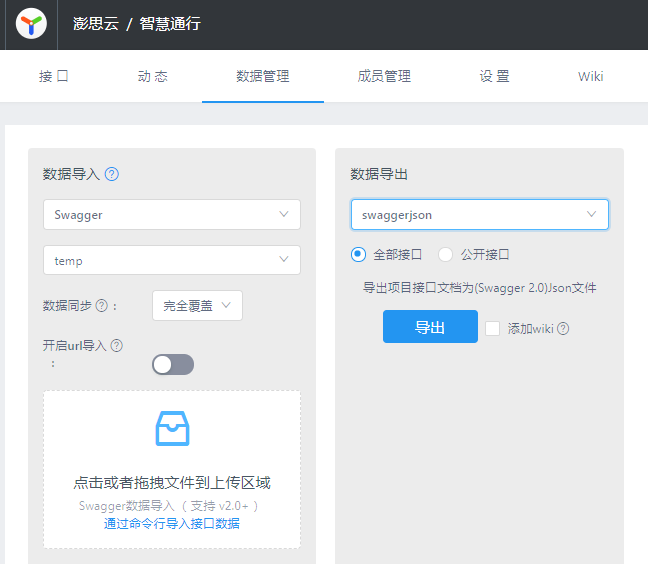 澎思云 / 智慧通行
接 口
动 态
数据管理
成员管理
设 置
Wiki
数据导入
Swagger
temp
数据同步 :
完全覆盖
开启url导入
:
点击或者拖拽文件到上传区域
Swagger数据导入（ 支持 v2.0+ ）
通过命令行导入接口数据
数据导出
swaggerjson
全部接口
公开接口
导出项目接口文档为(Swagger 2.0)Json文件
导出
添加wiki